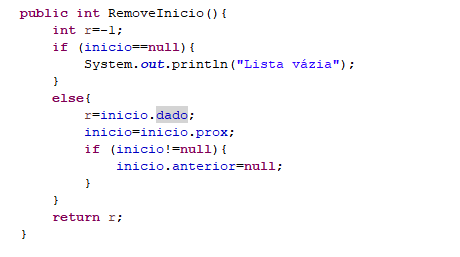 public int RemoveInicio(){
int r=-1;
if (inicio==null){
System.out.println("Lista vázia");
}
else{
r=inicio.dado;
inicio=inicio.prox;
if (inicio!=null){
inicio.anterior=null;
}
}
return r;
}